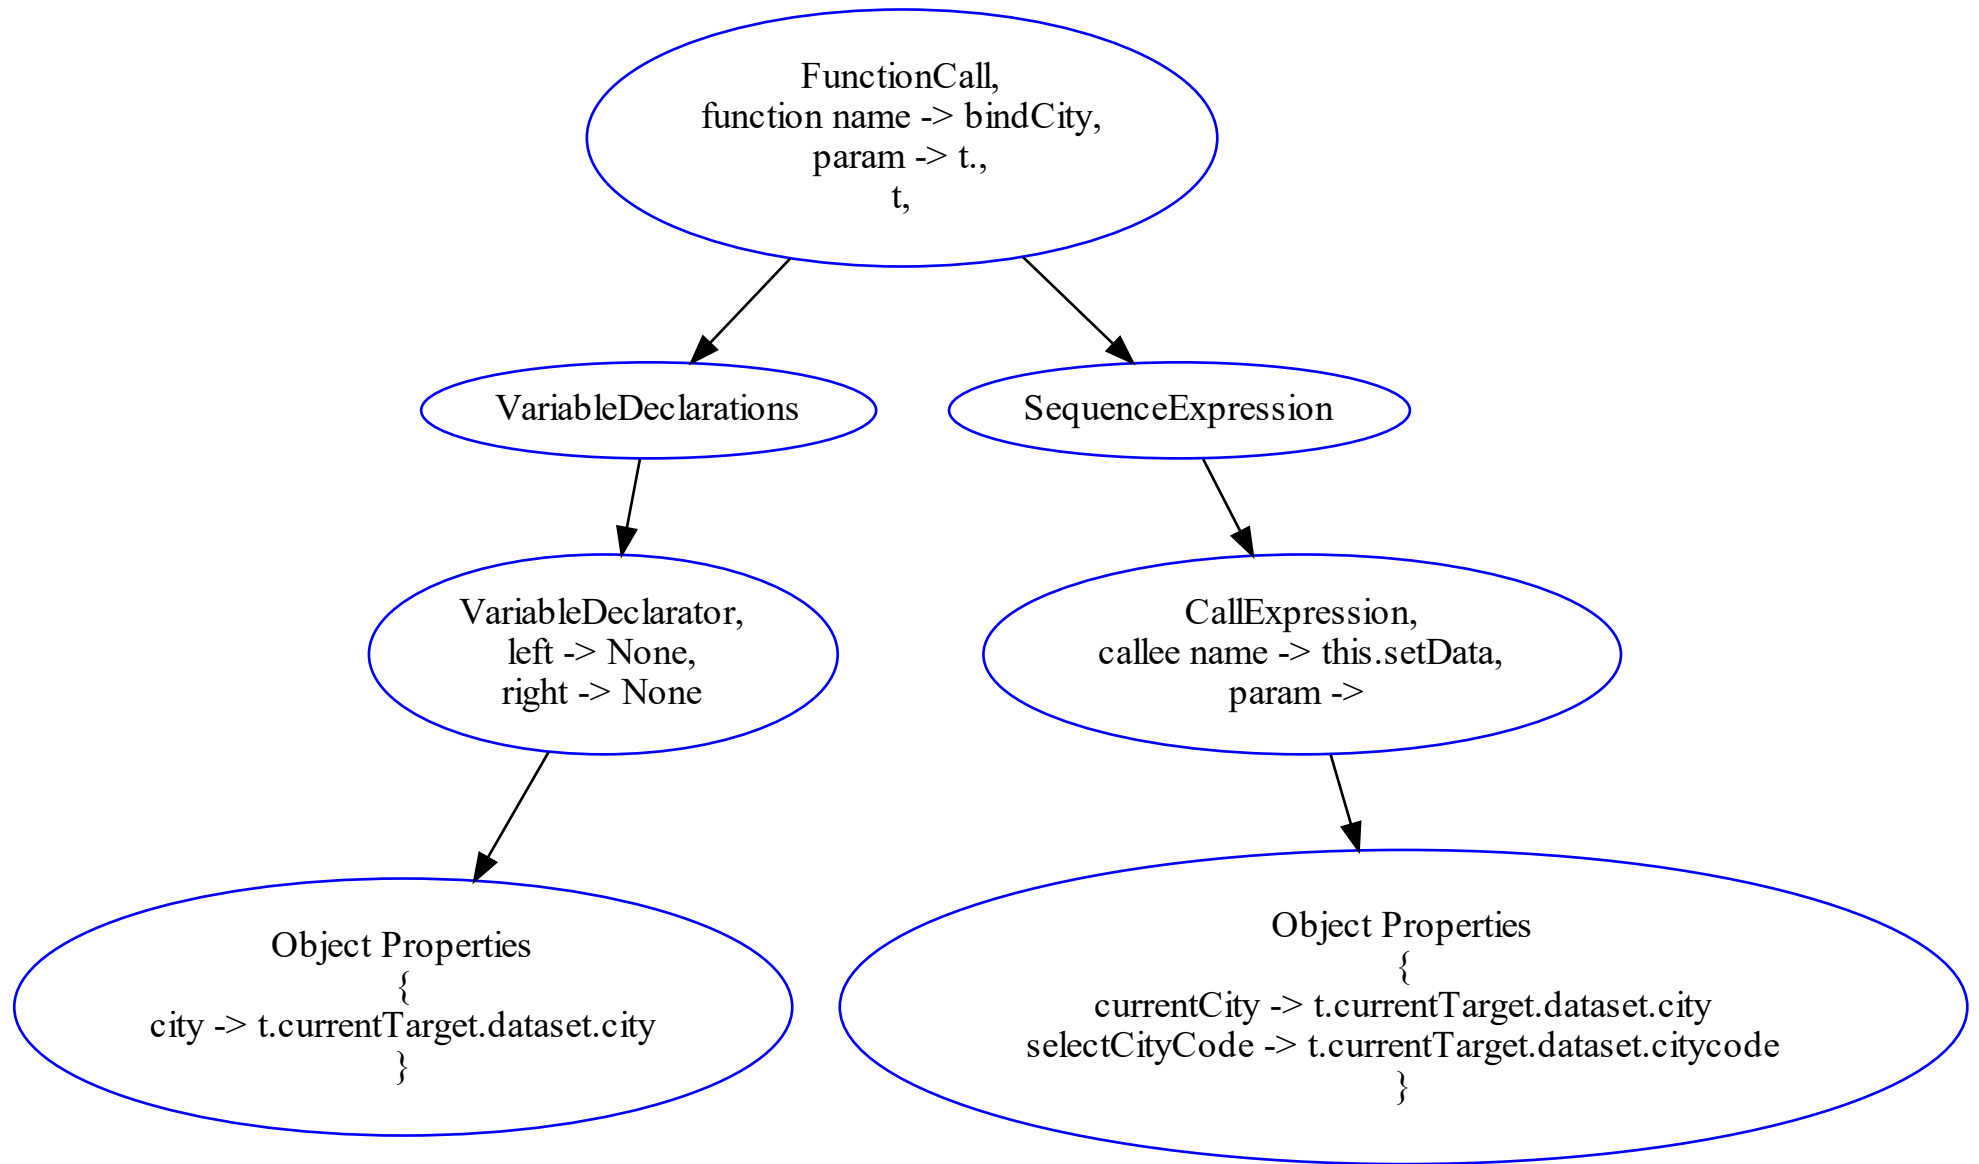 FunctionCall,
function name -> bindCity,
param -> t.,
t,
VariableDeclarations
SequenceExpression
VariableDeclarator,
left -> None,
right -> None
CallExpression,
callee name -> this.setData,
param ->
Object Properties
{
city -> t.currentTarget.dataset.city
}
Object Properties
{
currentCity -> t.currentTarget.dataset.city
selectCityCode -> t.currentTarget.dataset.citycode
}